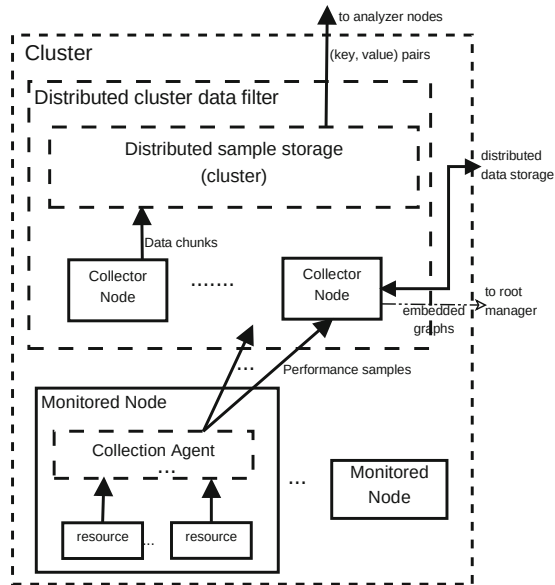 to analyzer nodes
Cluster
(key, value) pairs
Distributed cluster data filter
Distributed sample storage
(cluster)
distributed
data storage
Data chunks
Collector
Node
.......
Collector
Node
to root
manager
embedded
graphs
...
Performance samples
Monitored Node
Collection Agent
...
...
Monitored
Node
resource
...
resource